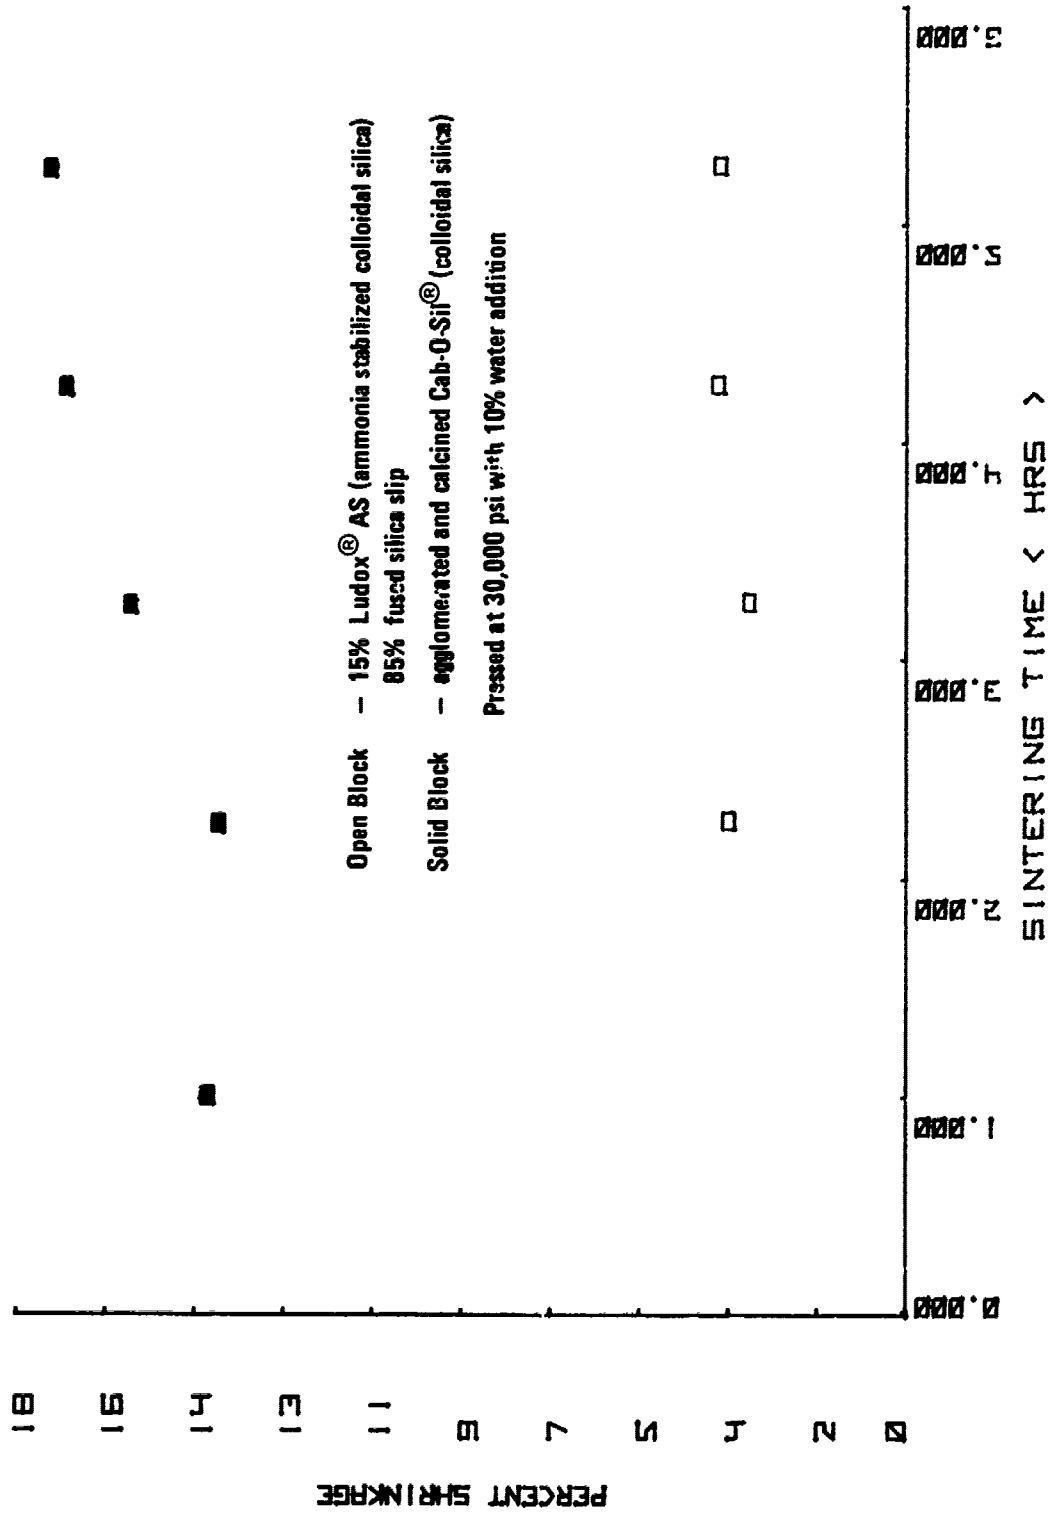 PERCENT SHRINKAGE
18
16
14
13
11
9
7
5
4
2
0
Open Block – 15% Ludox® AS (ammonia stabilized colloidal silica)
85% fused silica slip
Solid Block – agglomerated and calcined Cab-O-Sil® (colloidal silica)
Pressed at 30,000 psi with 10% water addition
0.000 1.000 2.000 3.000 4.000 5.000 6.000
SINTERING TIME < HRS >